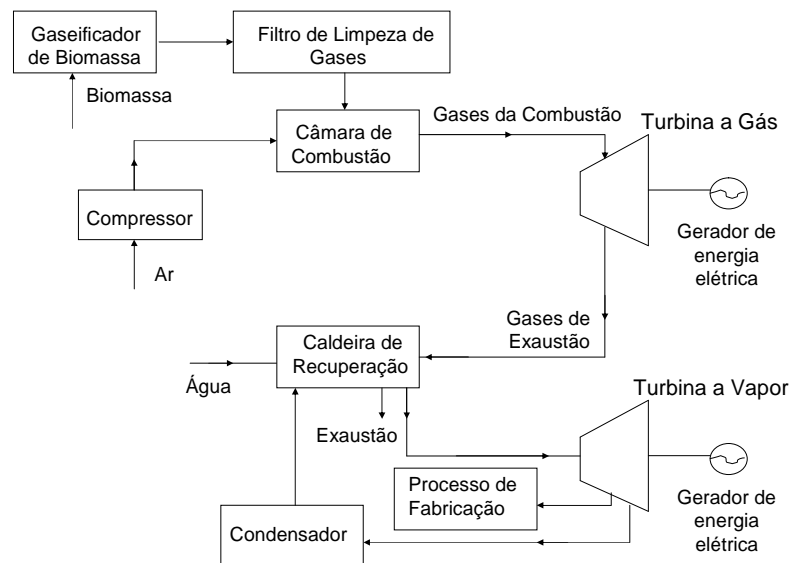 Gaseificador
de Biomassa
Filtro de Limpeza de
Gases
Biomassa
Câmara de
Combustão
Gases da Combustão
Turbina a Gás
Compressor
Ar
Gerador de
energia
elétrica
Gases de
Exaustão
Caldeira de
Recuperação
Água
Exaustão
Turbina a Vapor
Processo de
Fabricação
Condensador
Gerador de
energia
elétrica